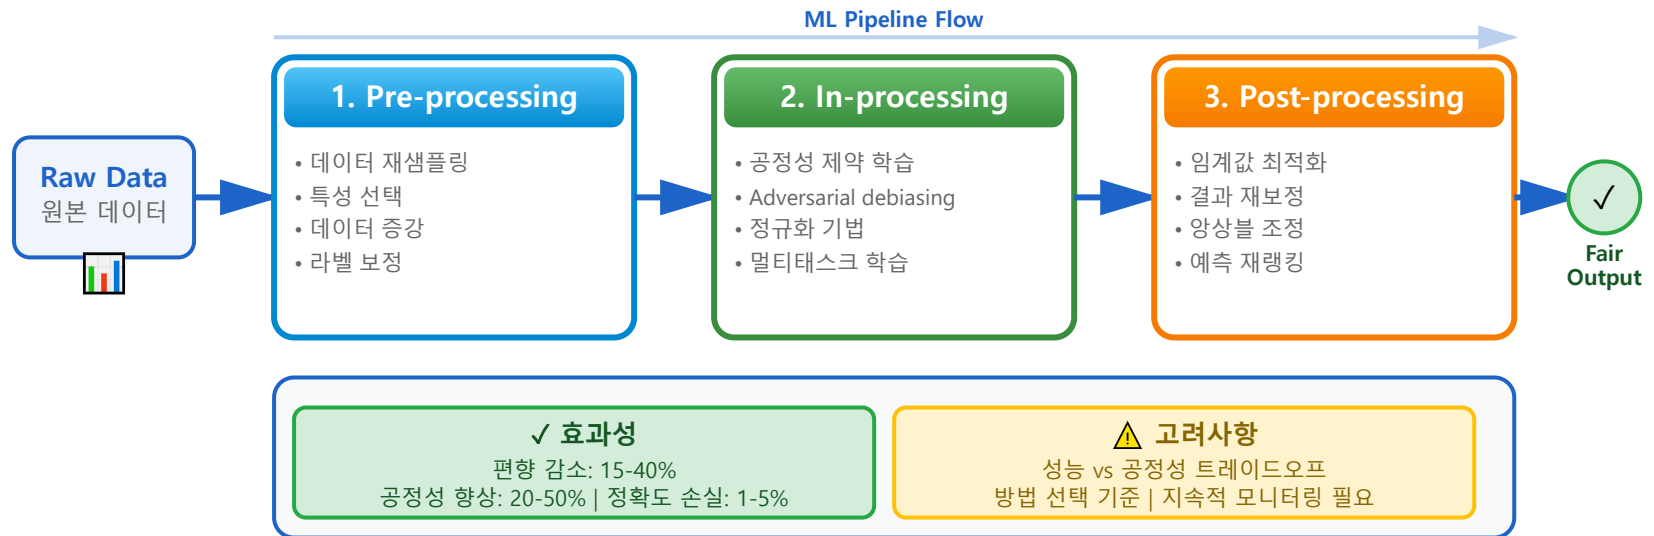 ML Pipeline Flow
Raw Data
원본 데이터
1. Pre-processing
• 데이터 재샘플링
• 특성 선택
• 데이터 증강
• 라벨 보정
2. In-processing
• 공정성 제약 학습
• Adversarial debiasing
• 정규화 기법
• 멀티태스크 학습
3. Post-processing
• 임계값 최적화
• 결과 재보정
• 앙상블 조정
• 예측 재랭킹
✓
Fair
Output
✓ 효과성
편향 감소: 15-40%
공정성 향상: 20-50% | 정확도 손실: 1-5%
⚠ 고려사항
성능 vs 공정성 트레이드오프
방법 선택 기준 | 지속적 모니터링 필요